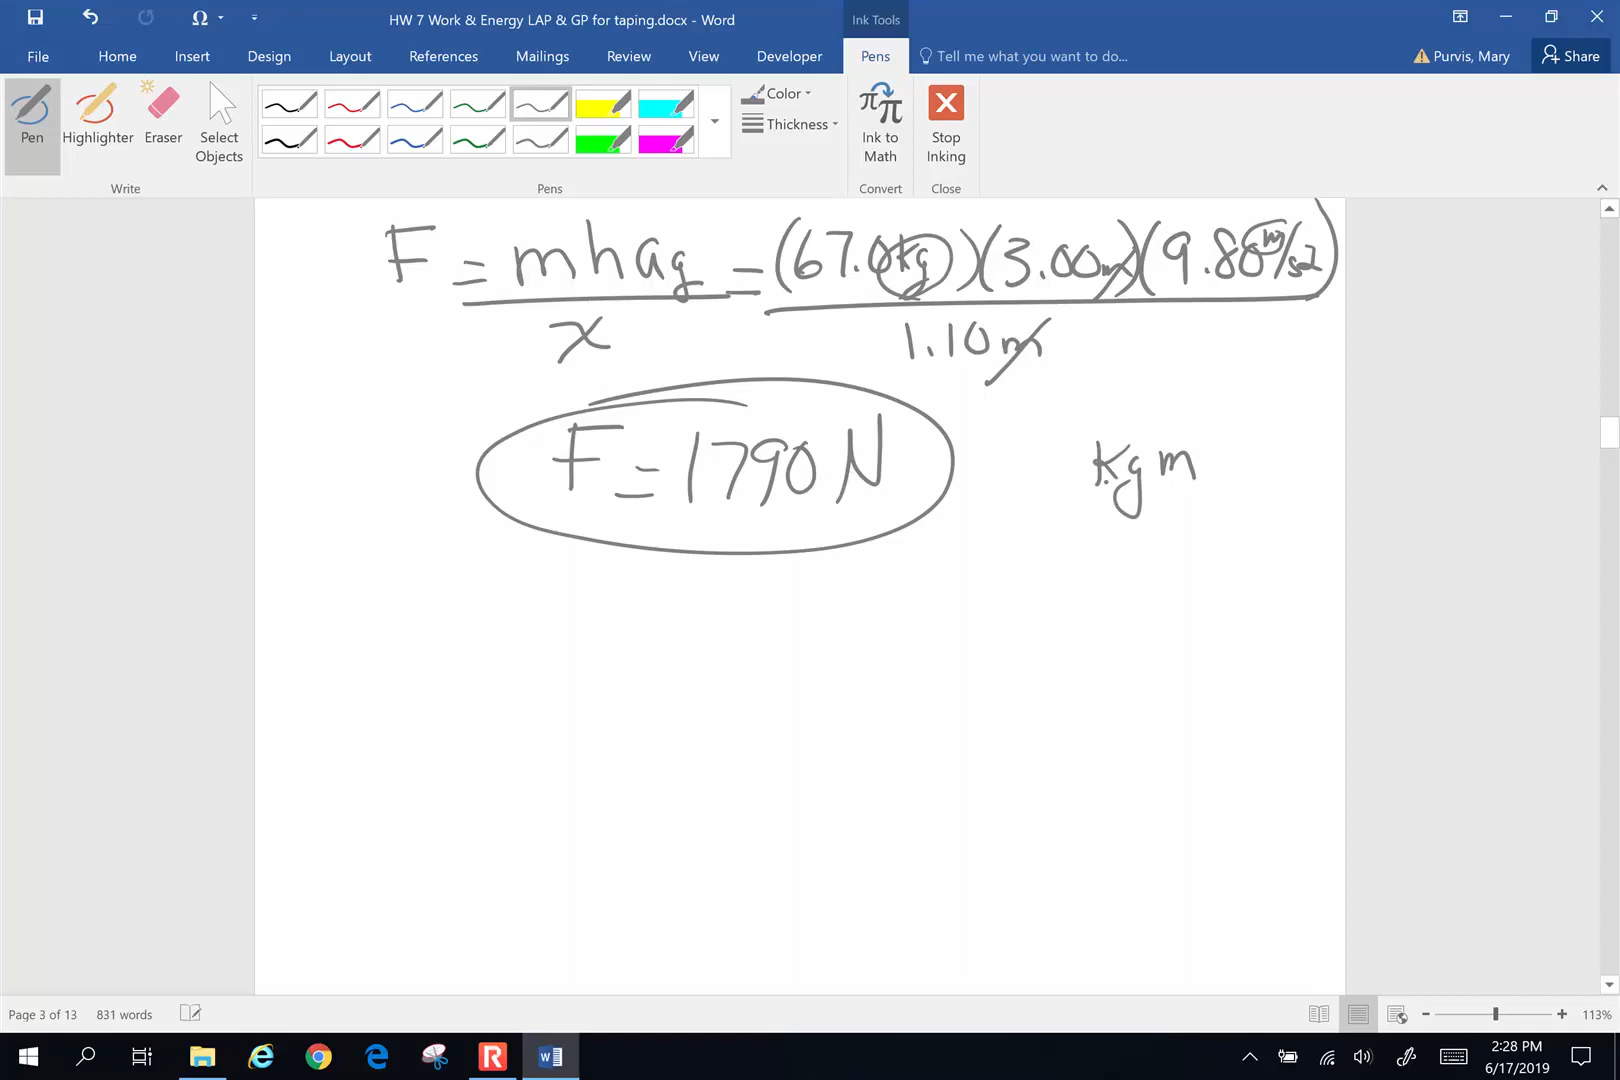 HW 7 Work & Energy LAP & GP for taping.docx - Word
Ink Tools
File Home Insert Design Layout References Mailings Review View Developer Pens Tell me what you want to do... Purvis, Mary Share
Pen Highlighter Eraser Select Objects
Color
Thickness
Ink to Math
Stop Inking
Write Pens Convert Close
F = mhag = (67.0kg)(3.00m)(9.80m/s2)
x 1.10m
F = 1790 N
Kg m
Page 3 of 13 831 words 113%
2:28 PM
6/17/2019